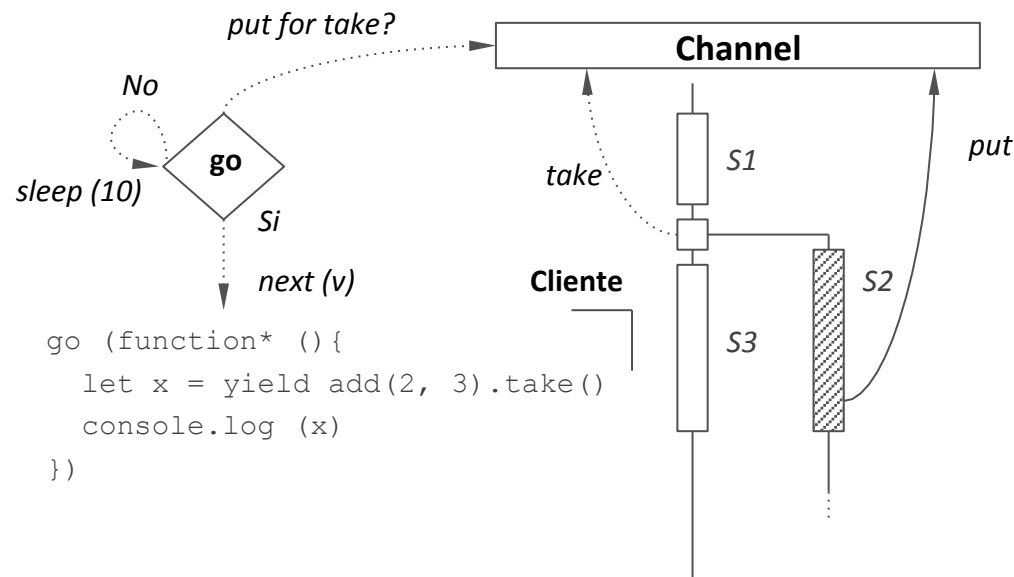 put for take?
Channel
No
go
sleep (10)
Si
next (v)
take
S1
put
Cliente
S2
S3
go (function* (){
  let x = yield add(2, 3).take()
  console.log (x)
})